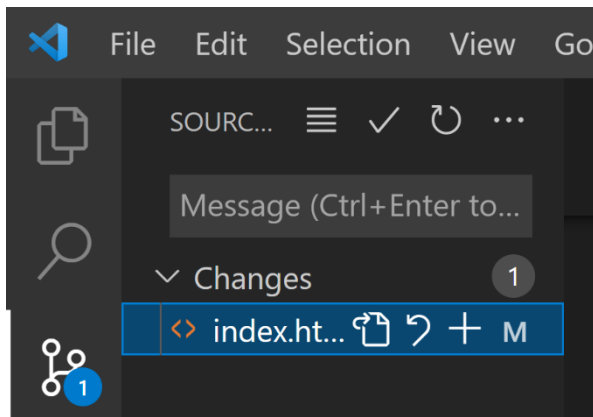 File Edit Selection View Go
SOURC...
Message (Ctrl+Enter to...
Changes 1
index.ht... M
1